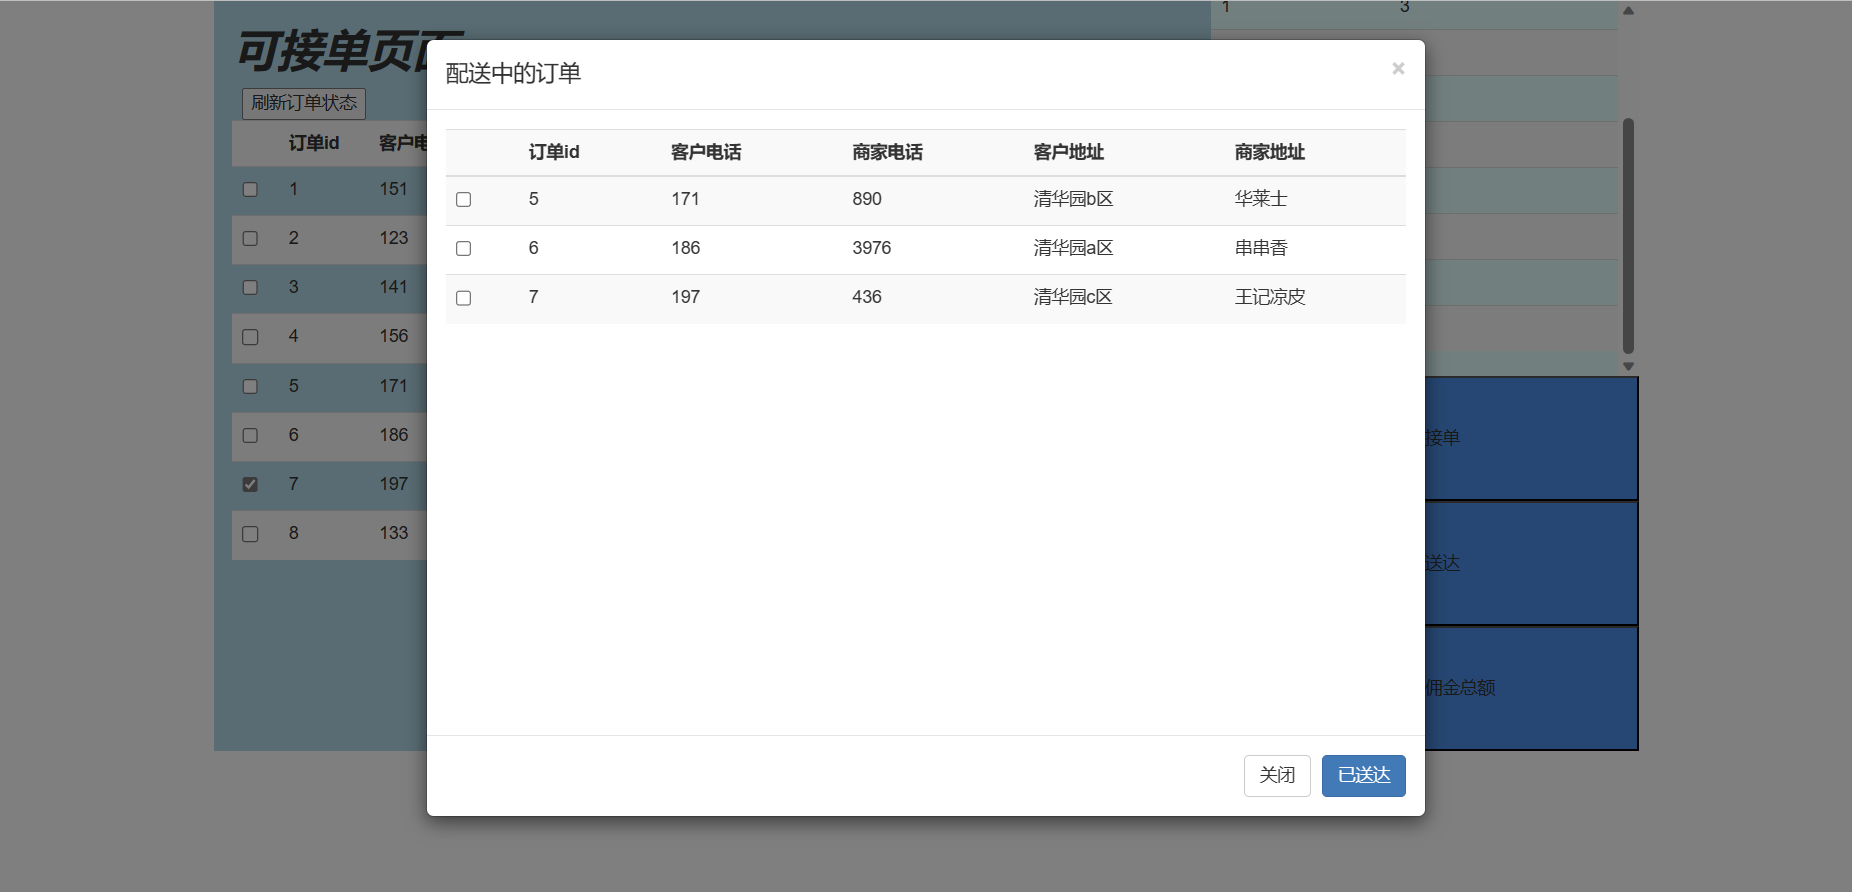 1 3
可接单页面
配送中的订单 ×
刷新订单状态
订单id 客户电
1 151
2 123
3 141
4 156
5 171
6 186
7 197
8 133
订单id 客户电话 商家电话 客户地址 商家地址
5 171 890 清华园b区 华莱士
6 186 3976 清华园a区 串串香
7 197 436 清华园c区 王记凉皮
接单
送达
佣金总额
关闭 已送达